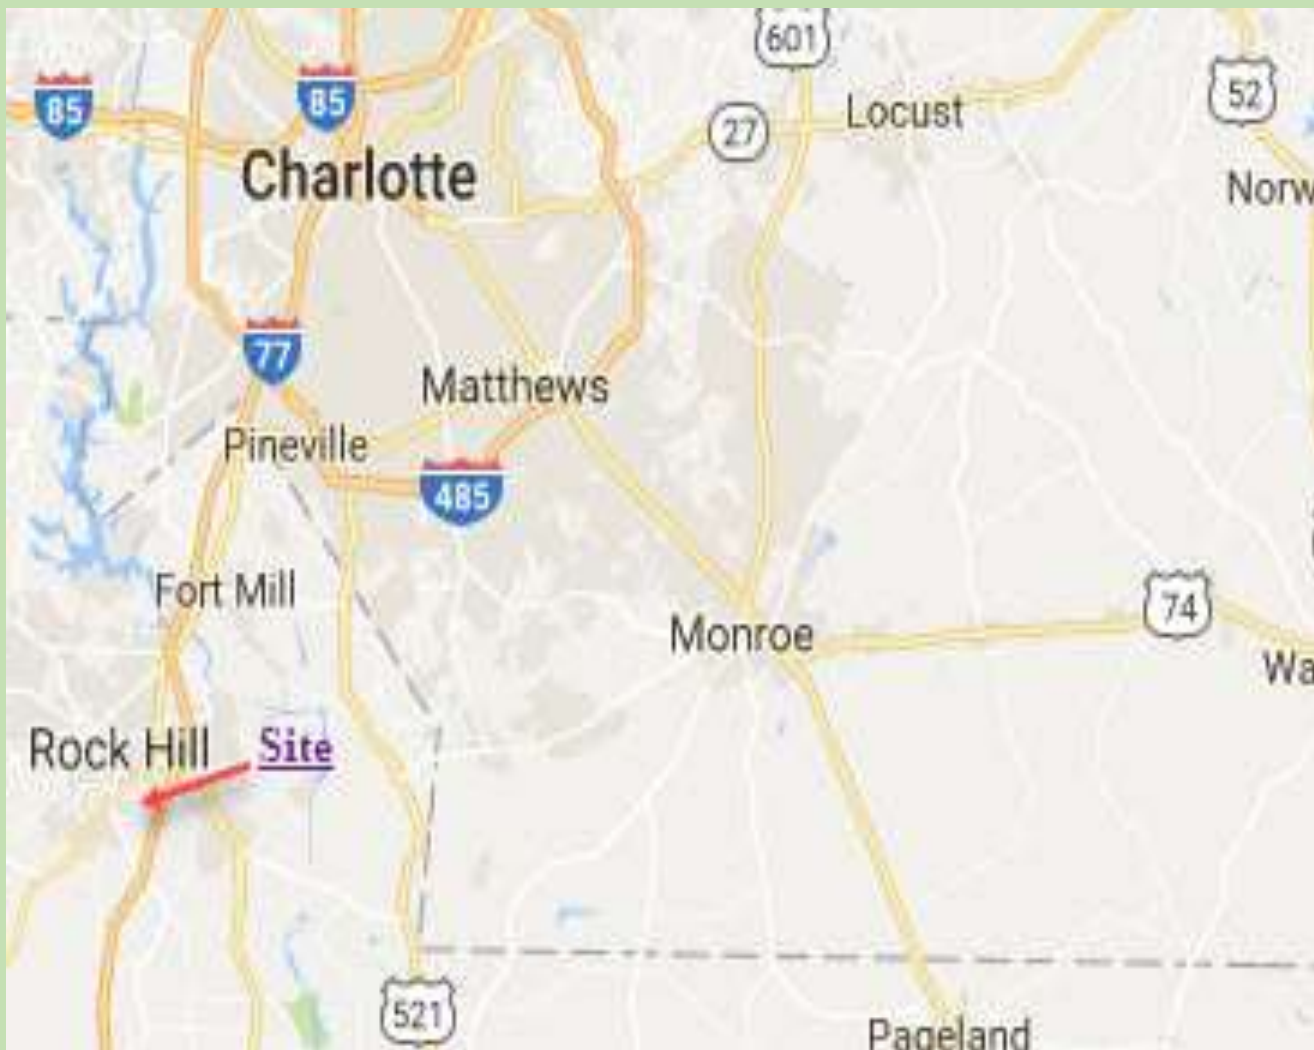 601
85
85
52
Locust
27
Charlotte
Norw
77
Matthews
Pineville
485
Fort Mill
74
Monroe
Wa
Rock Hill
Site
521
Pageland